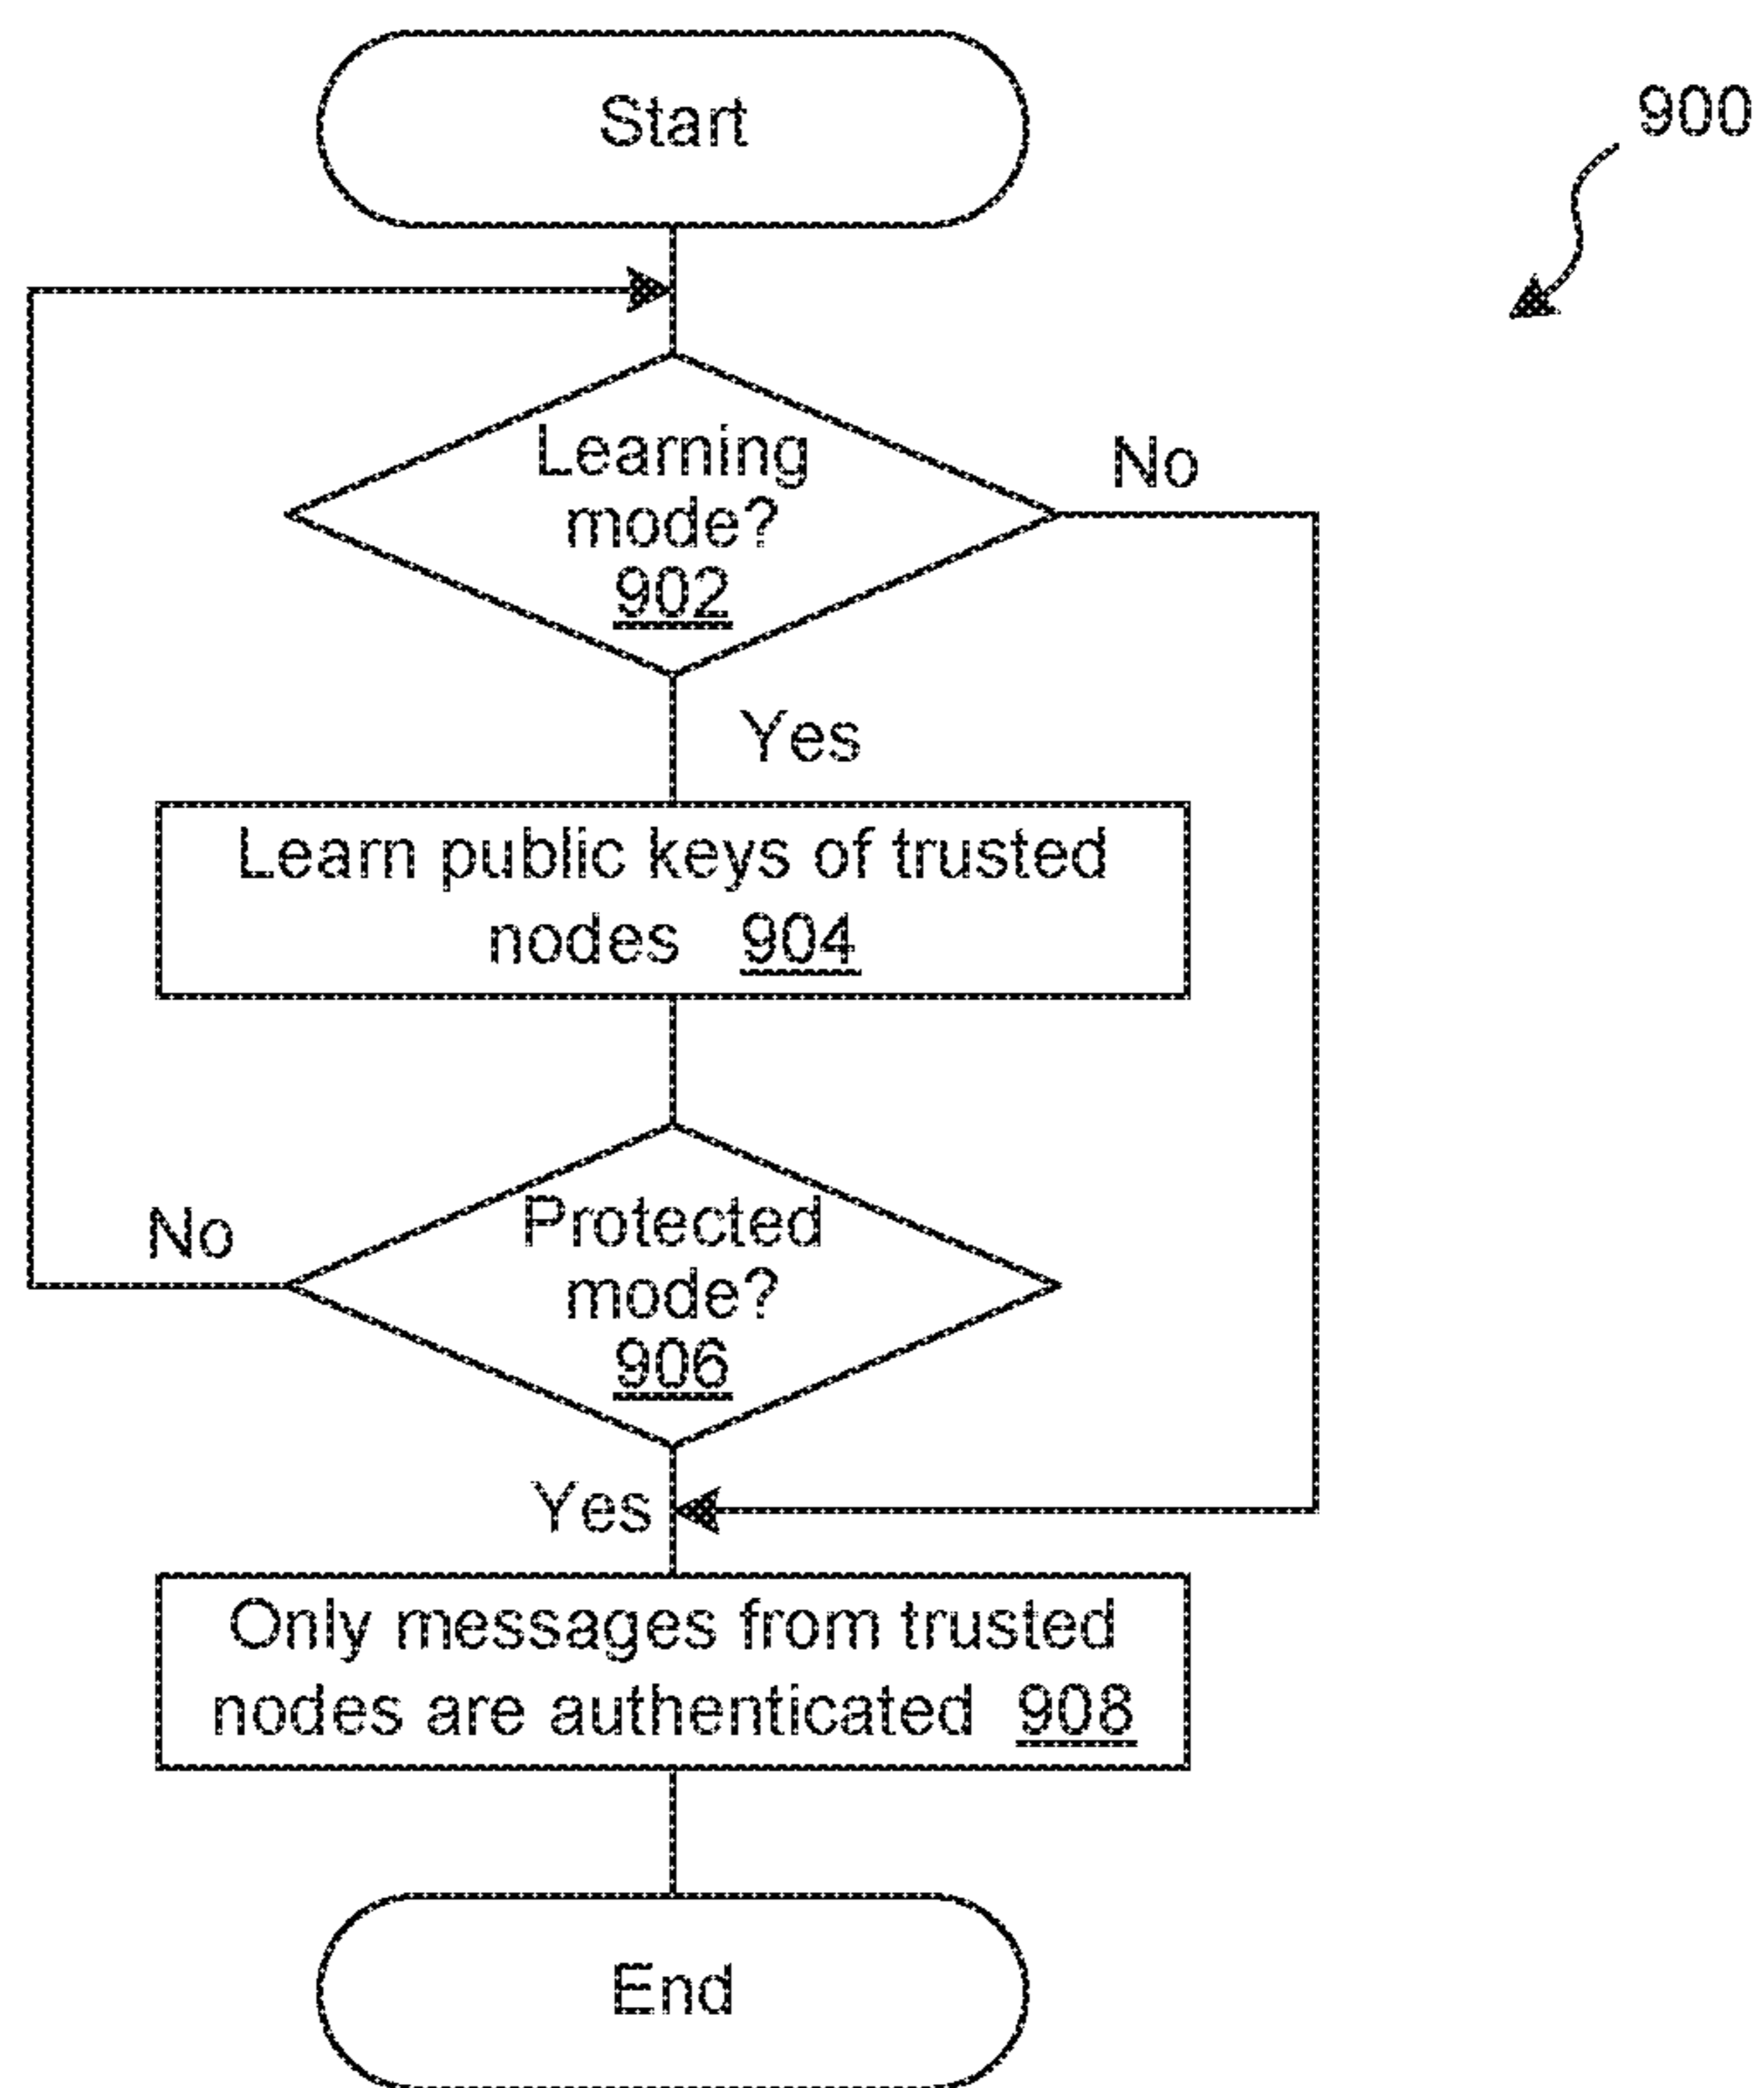 Start
900
Learning
mode?
902
No
Yes
Learn public keys of trusted
nodes 904
Protected
mode?
906
No
Yes
Only messages from trusted
nodes are authenticated 908
End